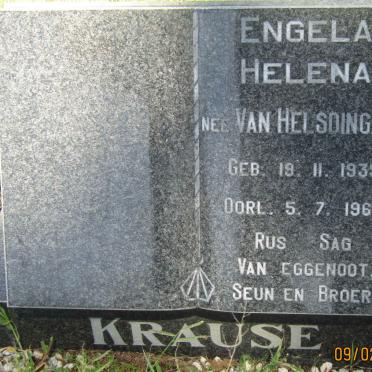 ENGELA
HELENA
NEE VAN HELSDING
GEB. 19. 11. 193
OORL. 5. 7. 196
RUS SAG
VAN EGGENOOT,
SEUN EN BROER
KRAUSE
09/0